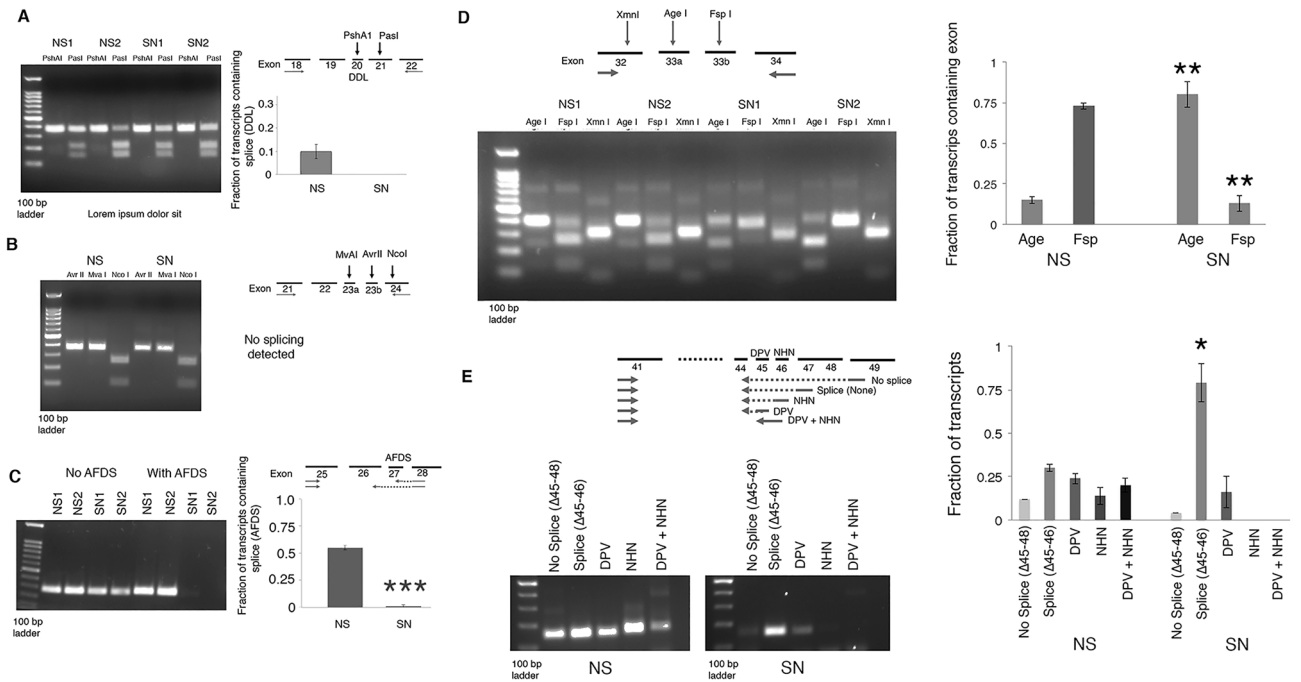 A
NS1 NS2 SN1 SN2
PshAI PasI PshAI PasI PshAI PasI PshAI PasI
100 bp
ladder
Lorem ipsum dolor sit
PshA1 PasI
Exon 18 19 20 21 22
DDL
Fraction of transcripts containing
splice (DDL)
0.3
0.2
0.1
0
NS SN
B
NS SN
Avr II Mva I Nco I Avr II Mva I Nco I
100 bp
ladder
MvAI AvrII NcoI
Exon 21 22 23a 23b 24
No splicing
detected
C
No AFDS With AFDS
NS1 NS2 SN1 SN2 NS1 NS2 SN1 SN2
100 bp
ladder
AFDS
Exon 25 26 27 28
Fraction of transcripts containing
splice (AFDS)
1.0
0.75
0.5
0.25
0
***
NS SN
D
XmnI Age I Fsp I
Exon 32 33a 33b 34
NS1 NS2 SN1 SN2
Age I Fsp I Xmn I Age I Fsp I Xmn I Age I Fsp I Xmn I Age I Fsp I Xmn I
100 bp
ladder
Fraction of transcripts containing exon
1
0.75
0.25
0
**
**
Age Fsp Age Fsp
NS SN
E
DPV NHN
41 44 45 46 47 48 49
No splice
Splice (None)
NHN
DPV
DPV + NHN
No Splice (Δ45-48)
Splice (Δ45-46)
DPV
NHN
DPV + NHN
No Splice (Δ45-48)
Splice (Δ45-46)
DPV
NHN
DPV + NHN
100 bp
ladder
NS
100 bp
ladder
SN
Fraction of transcripts
1
0.75
0.5
0.25
0
*
No Splice (Δ45-48)
Splice (Δ45-46)
DPV
NHN
DPV + NHN
No Splice (Δ45-48)
Splice (Δ45-46)
DPV
NHN
DPV + NHN
NS SN